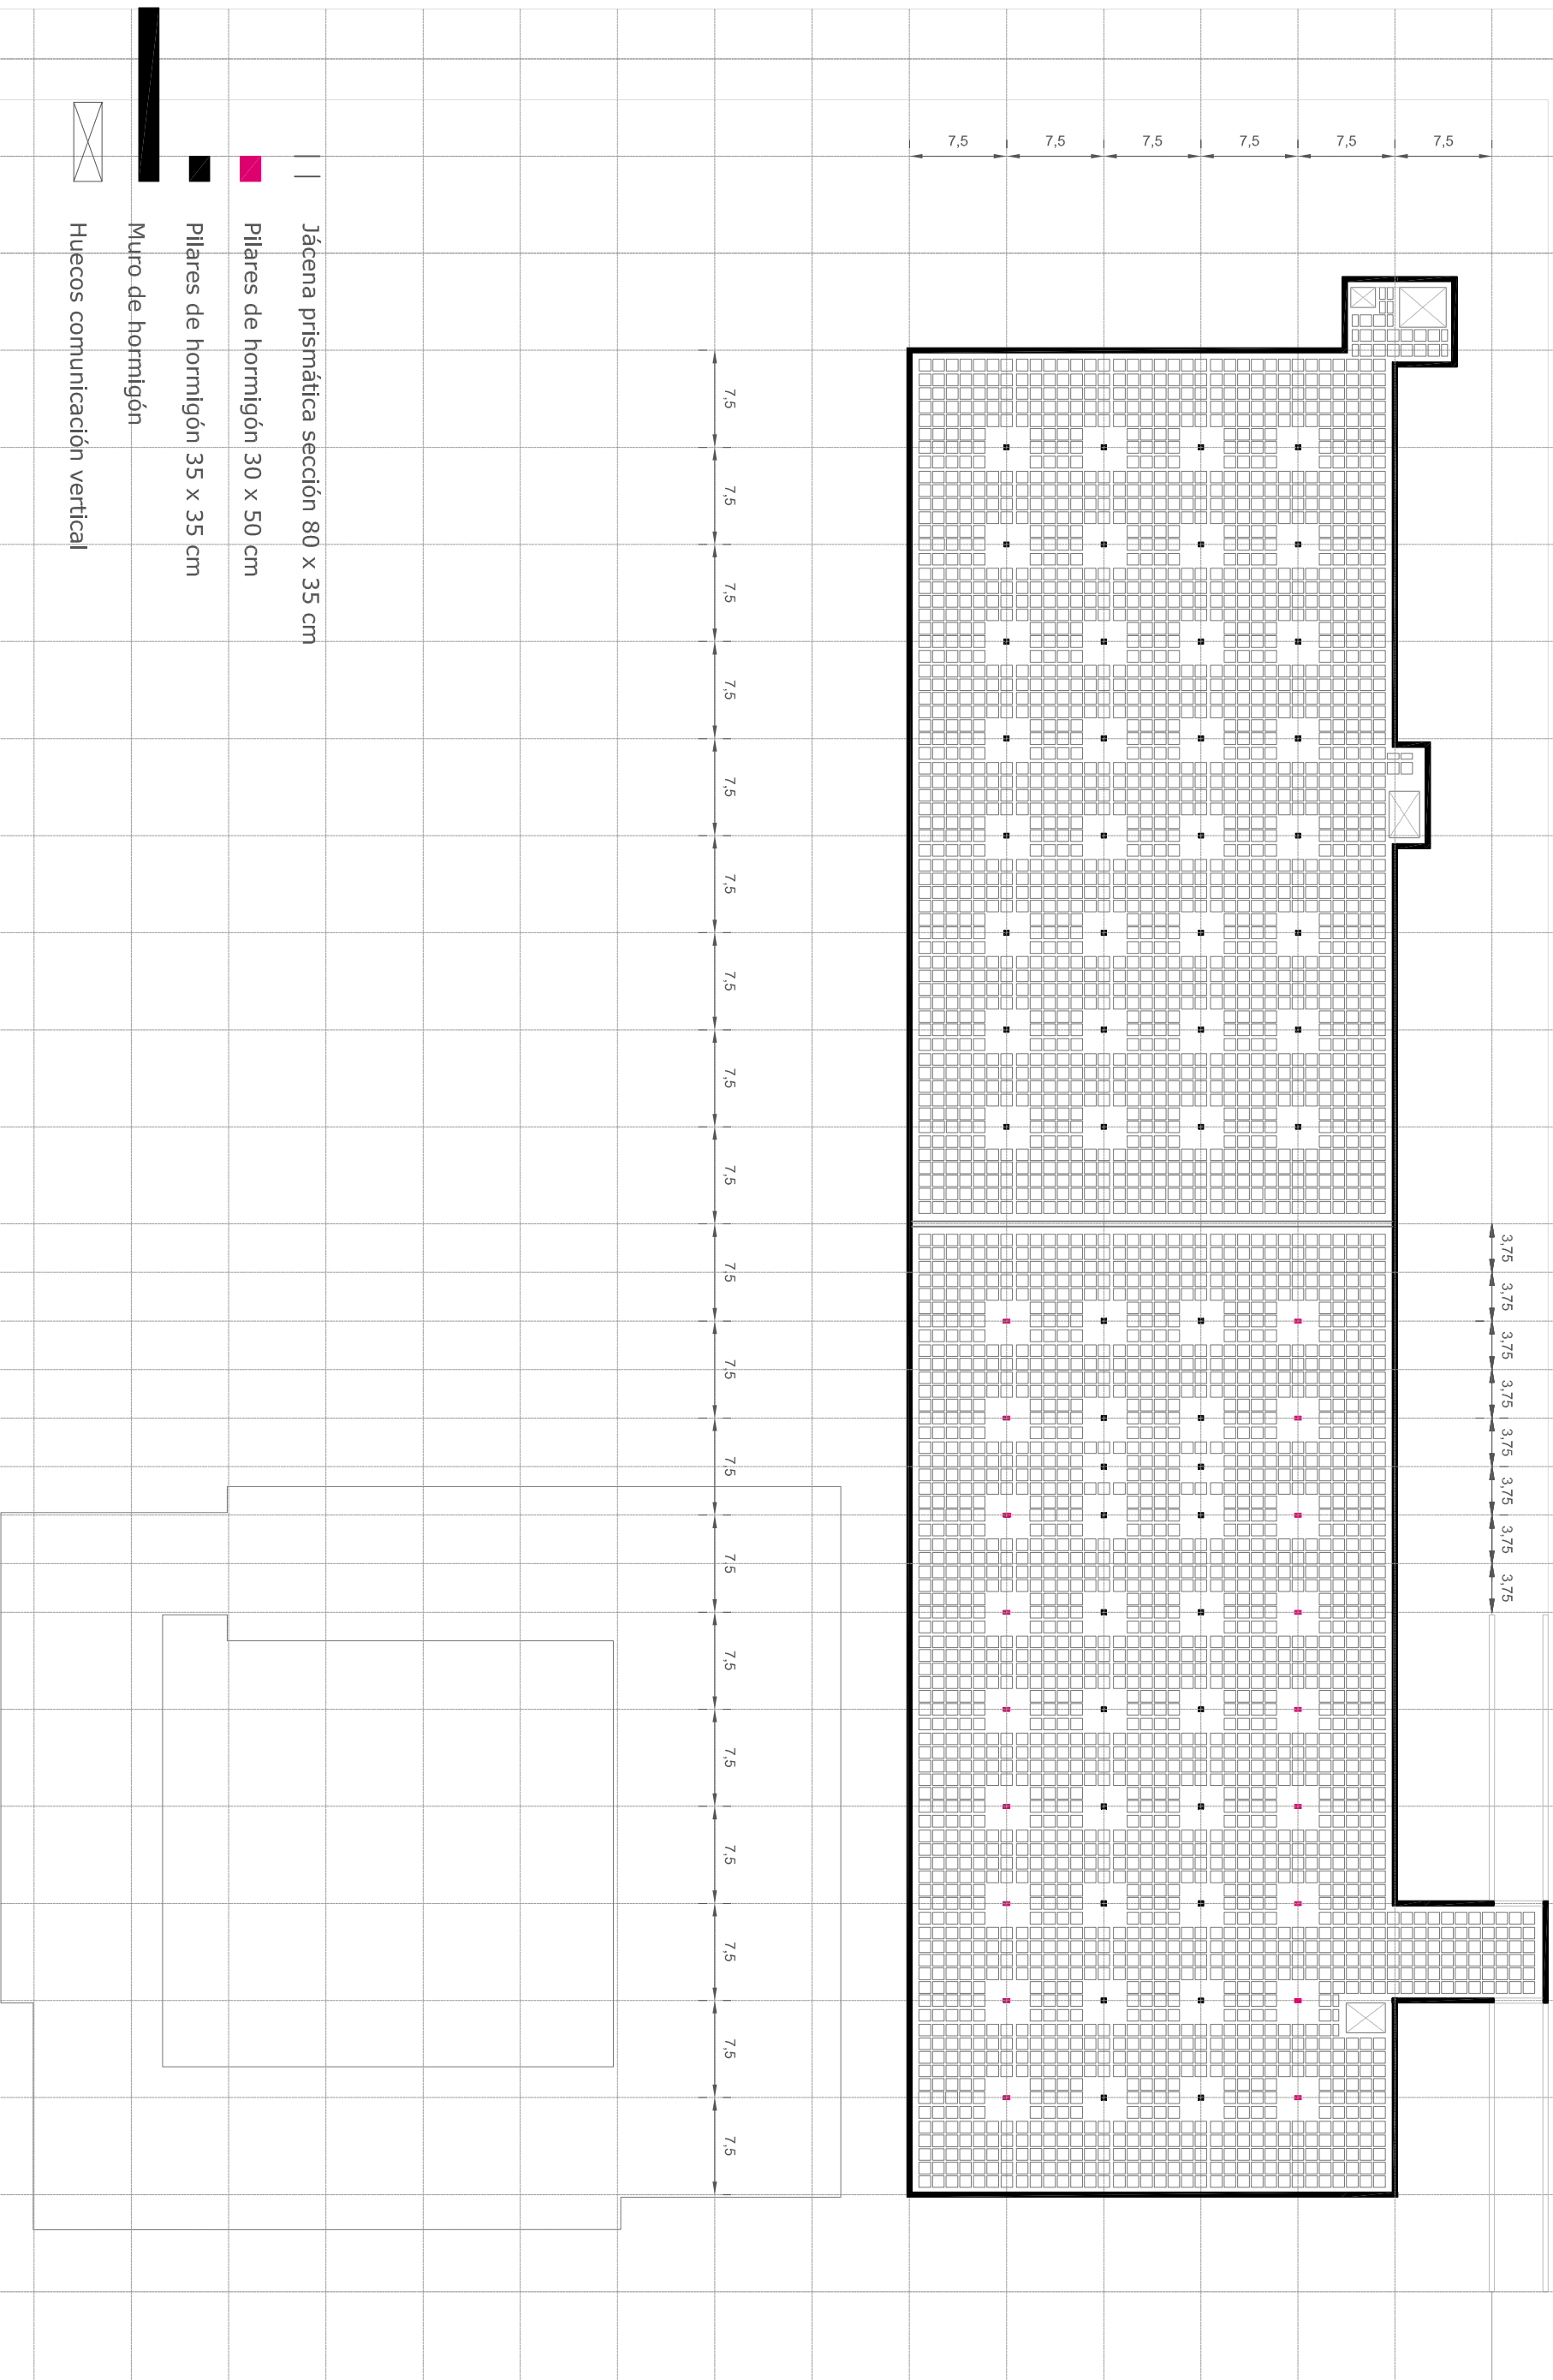 7,5 7,5 7,5 7,5 7,5 7,5
Jácena prismática sección 80 x 35 cm
Pilares de hormigón 30 x 50 cm
Pilares de hormigón 35 x 35 cm
Muro de hormigón
Huecos comunicación vertical
7,5 7,5 7,5 7,5 7,5 7,5 7,5 7,5 7,5 7,5 7,5 7,5 7,5 7,5 7,5 7,5 7,5 7,5 7,5
3,75 3,75 3,75 3,75 3,75 3,75 3,75 3,75